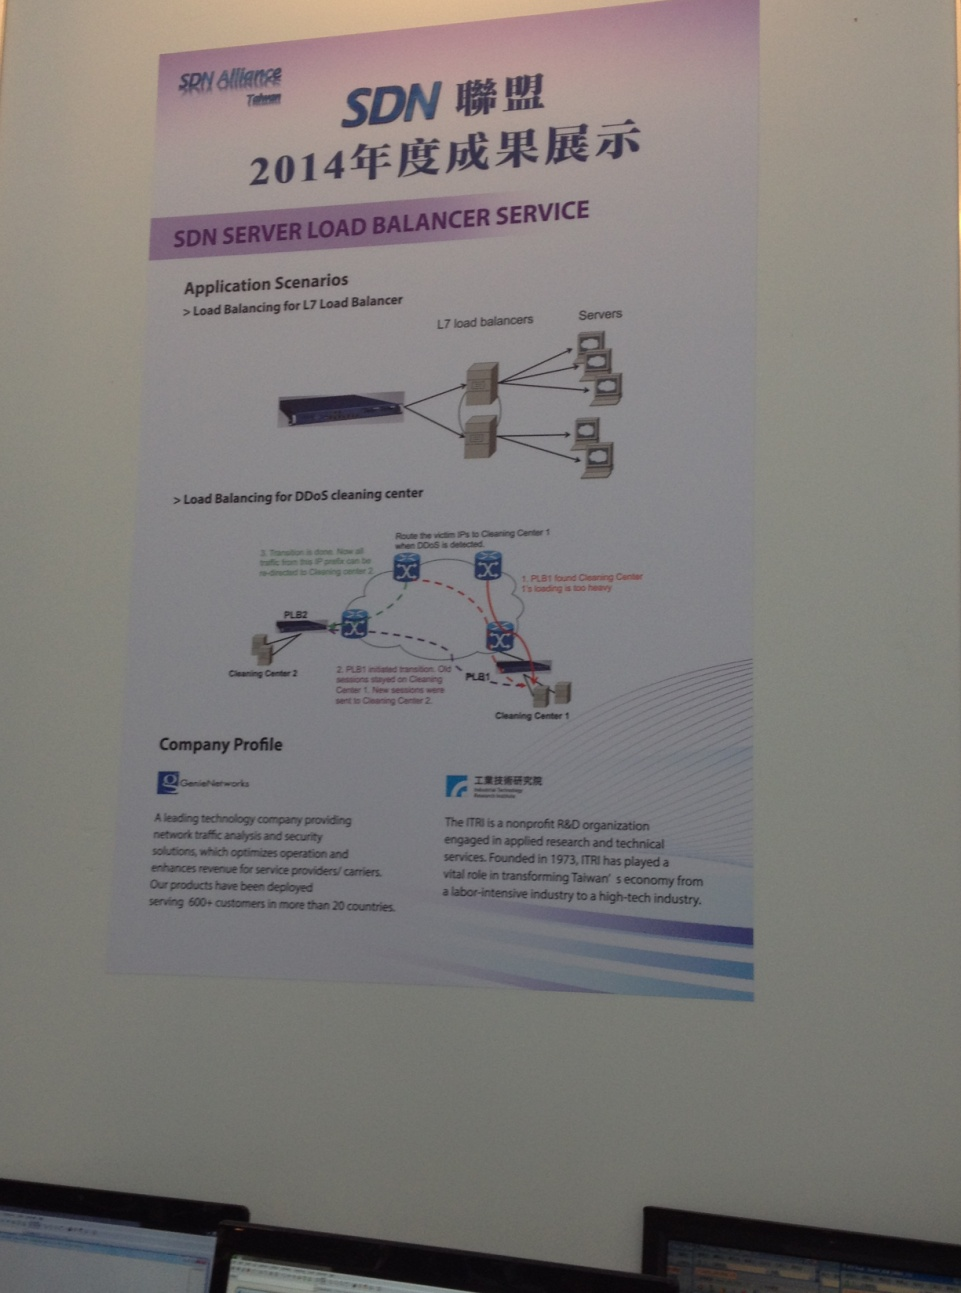 SDN Alliance
Taiwan
SDN 聯盟
2014年度成果展示
SDN SERVER LOAD BALANCER SERVICE
Application Scenarios
> Load Balancing for L7 Load Balancer
L7 load balancers
Servers
> Load Balancing for DDoS cleaning center
Route the victim IPs to Cleaning Center 1
when DDoS is detected.
3. Transition is done. Now all
traffic from this IP prefix can be
re-directed to Cleaning center 2
1. PLB1 found Cleaning Center
1's loading is too heavy
PLB2
Cleaning Center 2
2. PLB1 initiated transition. Old
sessions stayed on Cleaning
Center 1. New sessions were
sent to Cleaning Center 2.
PLB1
Cleaning Center 1
Company Profile
GenieNetworks
A leading technology company providing
network traffic analysis and security
solutions, which optimizes operation and
enhances revenue for service providers/ carriers.
Our products have been deployed
serving 600+ customers in more than 20 countries.
工業技術研究院
Industrial Technology
Research Institute
The ITRI is a nonprofit R&D organization
engaged in applied research and technical
services. Founded in 1973, ITRI has played a
vital role in transforming Taiwan' s economy from
a labor-intensive industry to a high-tech industry.